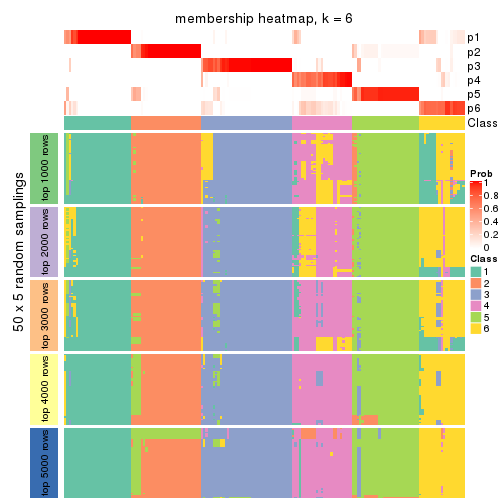 membership heatmap, k = 6
p1
p2
p3
p4
p5
p6
Class
50 x 5 random samplings
top 1000 rows
top 2000 rows
top 3000 rows
top 4000 rows
top 5000 rows
Prob
1
0.8
0.6
0.4
0.2
0
Class
1
2
3
4
5
6